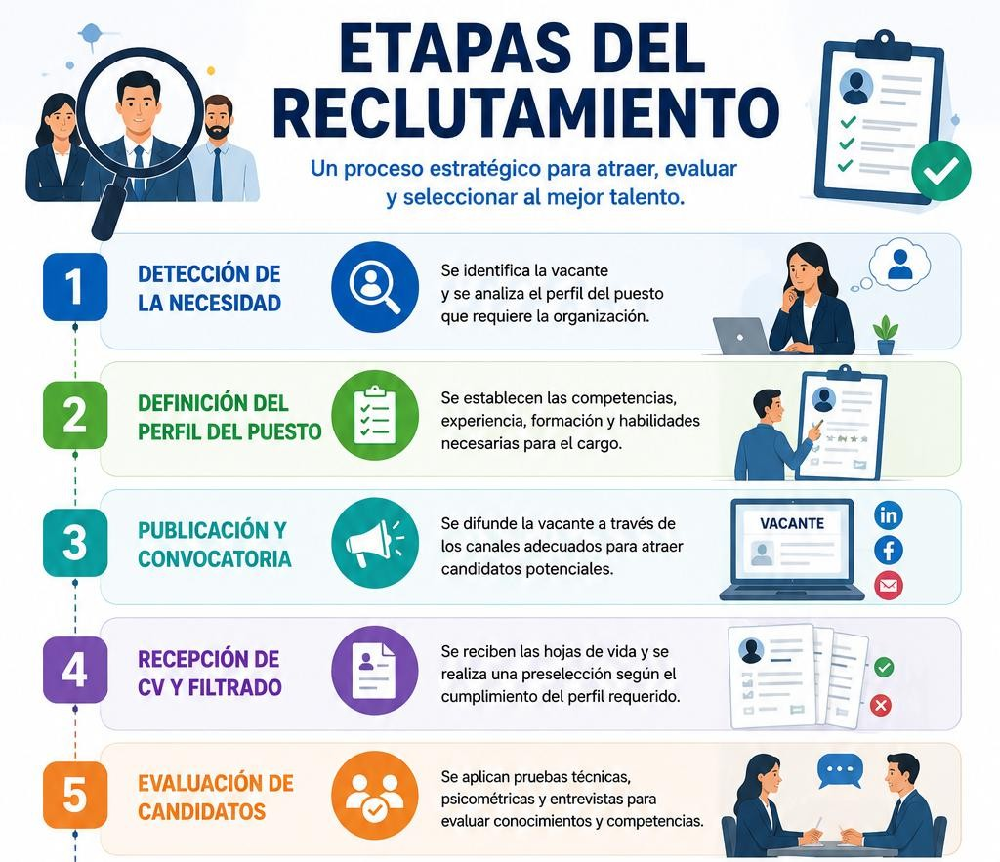 ETAPAS DEL
RECLUTAMIENTO
Un proceso estratégico para atraer, evaluar
y seleccionar al mejor talento.
1
DETECCIÓN DE
LA NECESIDAD
Se identifica la vacante
y se analiza el perfil del puesto
que requiere la organización.
2
DEFINICIÓN DEL
PERFIL DEL PUESTO
Se establecen las competencias,
experiencia, formación y habilidades
necesarias para el cargo.
3
PUBLICACIÓN Y
CONVOCATORIA
Se difunde la vacante a través de
los canales adecuados para atraer
candidatos potenciales.
VACANTE
in
f
4
RECEPCIÓN DE
CV Y FILTRADO
Se reciben las hojas de vida y se
realiza una preselección según el
cumplimiento del perfil requerido.
5
EVALUACIÓN DE
CANDIDATOS
Se aplican pruebas técnicas,
psicométricas y entrevistas para
evaluar conocimientos y competencias.